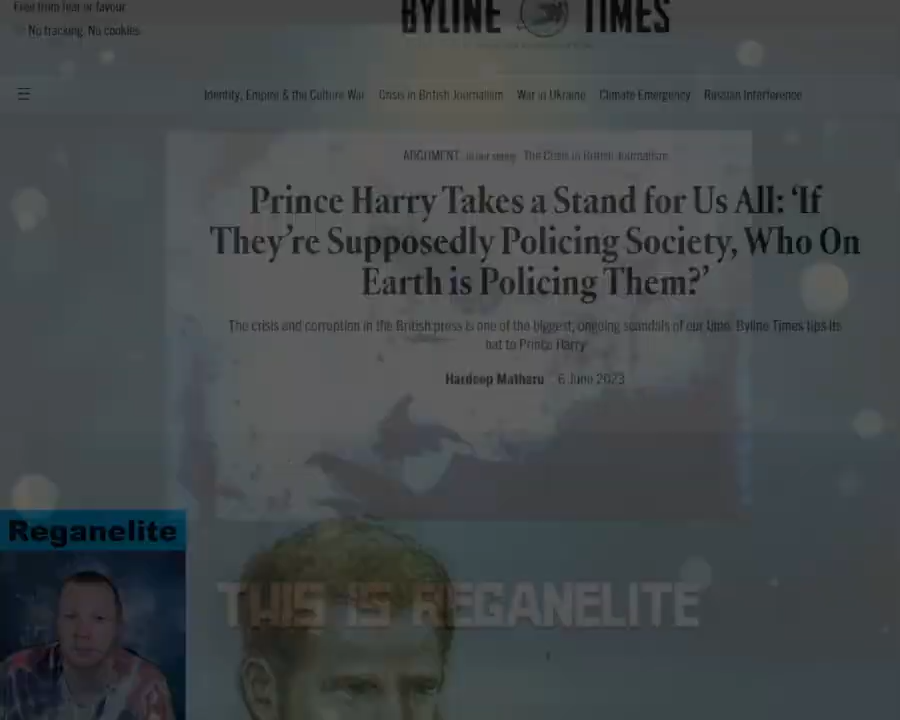 Free from fear or favour
No tracking. No cookies
BYLINE TIMES
Identity, Empire & the Culture War Crisis in British Journalism War in Ukraine Climate Emergency Russian Interference
ARGUMENT The Crisis in British Journalism
Prince Harry Takes a Stand for Us All: ‘If
They’re Supposedly Policing Society, Who On
Earth is Policing Them?’
The crisis and corruption in the British press is one of the biggest, ongoing scandals of our time. Byline Times tips its
hat to Prince Harry
Hardeep Matharu 6 June 2023
Reganelite
THIS IS REGANELITE